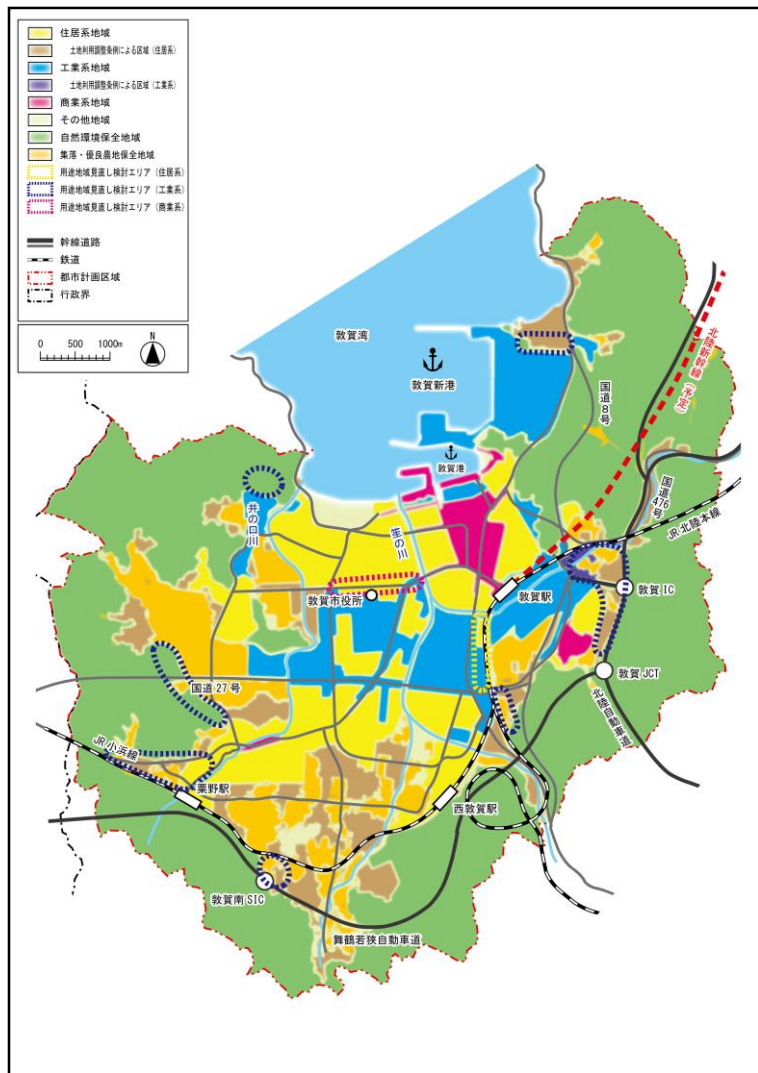 住居系地域
土地利用調整条例による区域（住居系）
工業系地域
土地利用調整条例による区域（工業系）
商業系地域
その他地域
自然環境保全地域
集落・優良農地保全地域
用途地域見直し検討エリア（住居系）
用途地域見直し検討エリア（工業系）
用途地域見直し検討エリア（商業系）
幹線道路
鉄道
都市計画区域
行政界
0 500 1000m
N
敦賀湾
敦賀新港
敦賀港
国道8号
北陸新幹線（予定）
国道476号
JR北陸本線
井の口川
笙の川
敦賀市役所
敦賀駅
敦賀IC
敦賀JCT
北陸自動車道
国道27号
JR小浜線
粟野駅
西敦賀駅
敦賀南SIC
舞鶴若狭自動車道